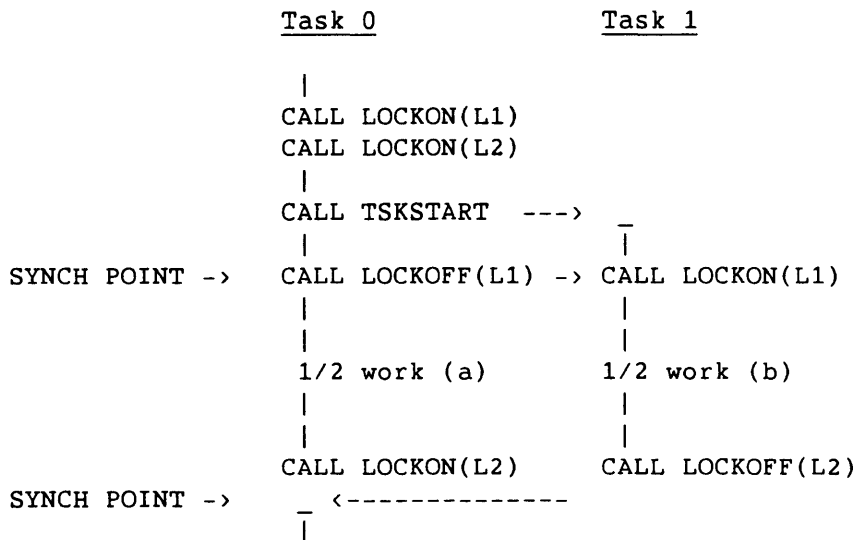 Task 0 Task 1
|
CALL LOCKON(L1)
CALL LOCKON(L2)
|
CALL TSKSTART ---> _
| |
SYNCH POINT -> CALL LOCKOFF(L1) -> CALL LOCKON(L1)
| |
| |
1/2 work (a) 1/2 work (b)
| |
| |
CALL LOCKON(L2) CALL LOCKOFF(L2)
SYNCH POINT -> _ <--------------
|